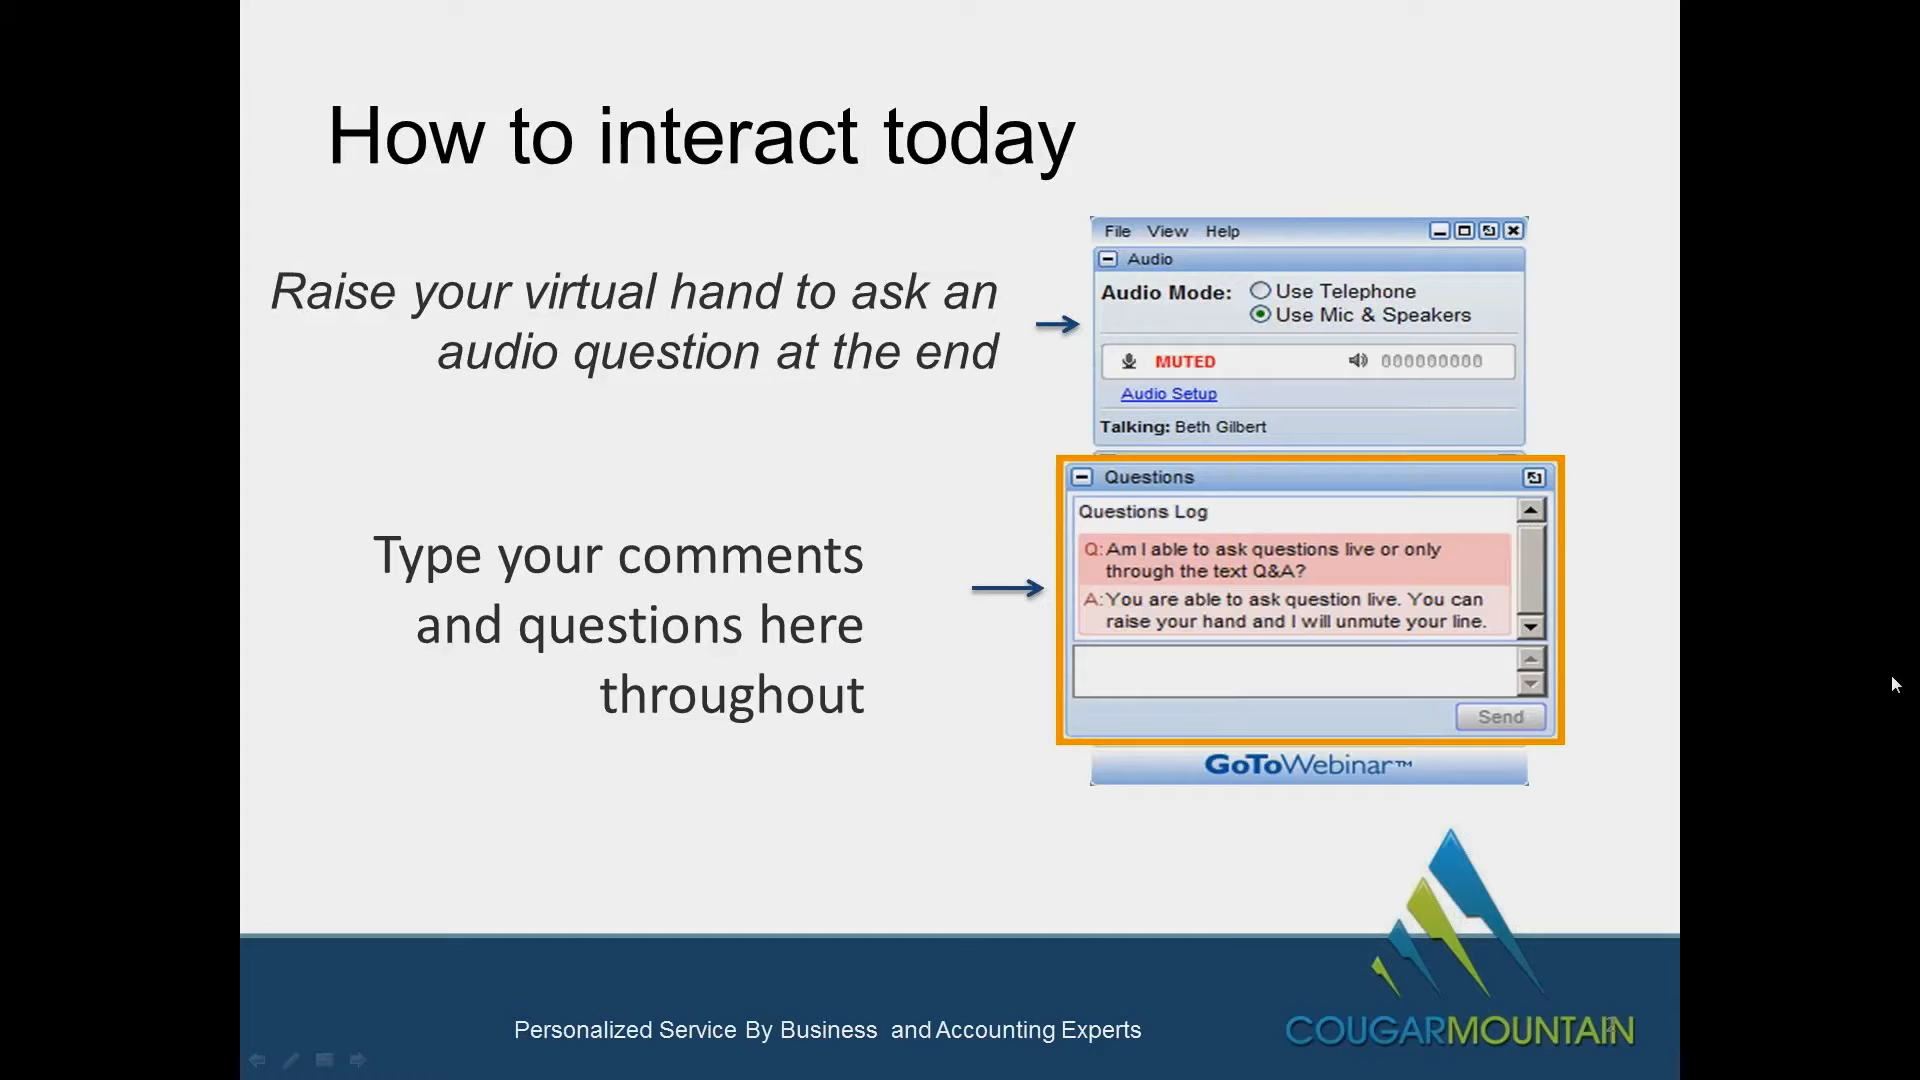 How to interact today
Raise your virtual hand to ask an
audio question at the end
File View Help
Audio
Audio Mode: Use Telephone
Use Mic & Speakers
MUTED 000000000
Audio Setup
Talking: Beth Gilbert
Type your comments
and questions here
throughout
Questions
Questions Log
Q: Am I able to ask questions live or only
through the text Q&A?
A: You are able to ask question live. You can
raise your hand and I will unmute your line.
Send
GoToWebinar™
Personalized Service By Business and Accounting Experts
COUGARMOUNTAIN